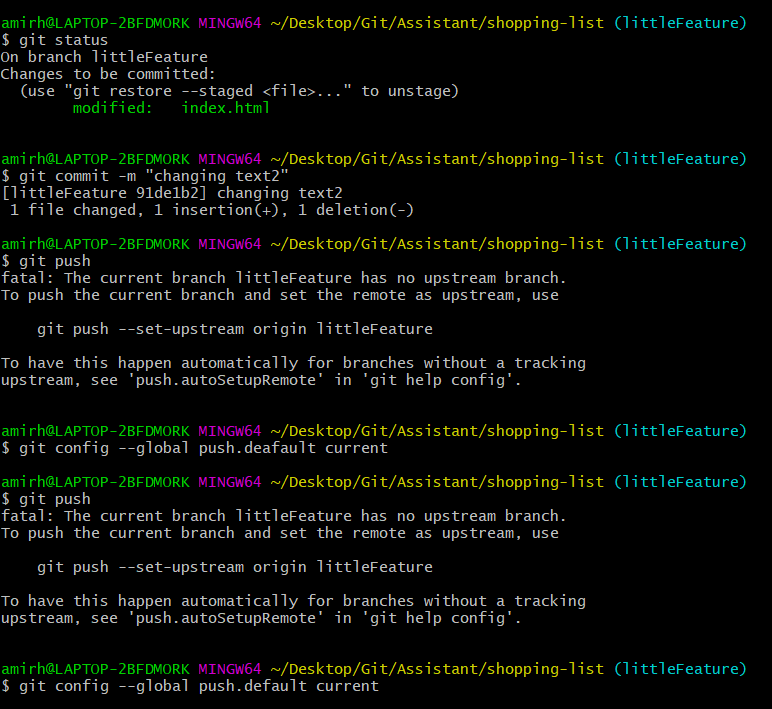 amirh@LAPTOP-2BFDMORK MINGW64 ~/Desktop/Git/Assistant/shopping-list (littleFeature)
$ git status
On branch littleFeature
Changes to be committed:
  (use "git restore --staged <file>..." to unstage)
        modified:   index.html
amirh@LAPTOP-2BFDMORK MINGW64 ~/Desktop/Git/Assistant/shopping-list (littleFeature)
$ git commit -m "changing text2"
[littleFeature 91de1b2] changing text2
 1 file changed, 1 insertion(+), 1 deletion(-)
amirh@LAPTOP-2BFDMORK MINGW64 ~/Desktop/Git/Assistant/shopping-list (littleFeature)
$ git push
fatal: The current branch littleFeature has no upstream branch.
To push the current branch and set the remote as upstream, use
    git push --set-upstream origin littleFeature
To have this happen automatically for branches without a tracking
upstream, see 'push.autoSetupRemote' in 'git help config'.
amirh@LAPTOP-2BFDMORK MINGW64 ~/Desktop/Git/Assistant/shopping-list (littleFeature)
$ git config --global push.deafault current
amirh@LAPTOP-2BFDMORK MINGW64 ~/Desktop/Git/Assistant/shopping-list (littleFeature)
$ git push
fatal: The current branch littleFeature has no upstream branch.
To push the current branch and set the remote as upstream, use
    git push --set-upstream origin littleFeature
To have this happen automatically for branches without a tracking
upstream, see 'push.autoSetupRemote' in 'git help config'.
amirh@LAPTOP-2BFDMORK MINGW64 ~/Desktop/Git/Assistant/shopping-list (littleFeature)
$ git config --global push.default current